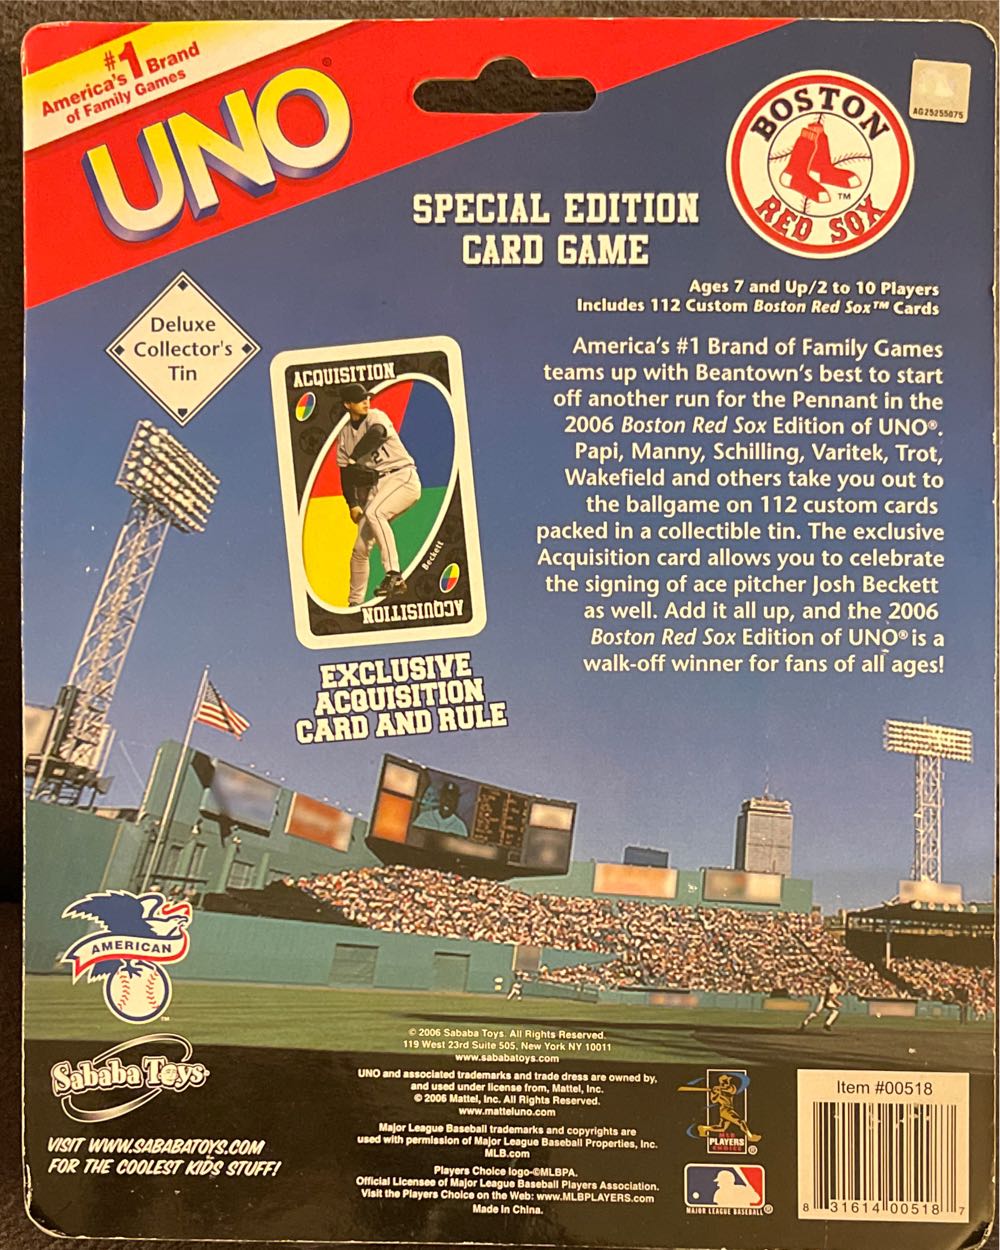 #1
America's Brand
of Family Games
UNO®
BOSTON
RED SOX
TM
AG25255075
SPECIAL EDITION
CARD GAME
Ages 7 and Up/2 to 10 Players
Includes 112 Custom Boston Red Sox™ Cards
Deluxe
Collector's
Tin
America's #1 Brand of Family Games
teams up with Beantown's best to start
off another run for the Pennant in the
2006 Boston Red Sox Edition of UNO®.
Papi, Manny, Schilling, Varitek, Trot,
Wakefield and others take you out to
the ballgame on 112 custom cards
packed in a collectible tin. The exclusive
Acquisition card allows you to celebrate
the signing of ace pitcher Josh Beckett
as well. Add it all up, and the 2006
Boston Red Sox Edition of UNO® is a
walk-off winner for fans of all ages!
ACQUISITION
21
Beckett
ACQUISITION
EXCLUSIVE
ACQUISITION
CARD AND RULE
AMERICAN
TM
Sababa Toys
VISIT WWW.SABABATOYS.COM
FOR THE COOLEST KIDS STUFF!
© 2006 Sababa Toys. All Rights Reserved.
119 West 23rd Suite 505, New York NY 10011
www.sababatoys.com
UNO and associated trademarks and trade dress are owned by,
and used under license from, Mattel, Inc.
© 2006 Mattel, Inc. All Rights Reserved.
www.matteluno.com
Major League Baseball trademarks and copyrights are
used with permission of Major League Baseball Properties, Inc.
MLB.com
Players Choice logo-©MLBPA.
Official Licensee of Major League Baseball Players Association.
Visit the Players Choice on the Web: www.MLBPLAYERS.com
Made in China.
MLB
PLAYERS
CHOICE®
MAJOR LEAGUE BASEBALL®
Item #00518
8 31614 00518 7